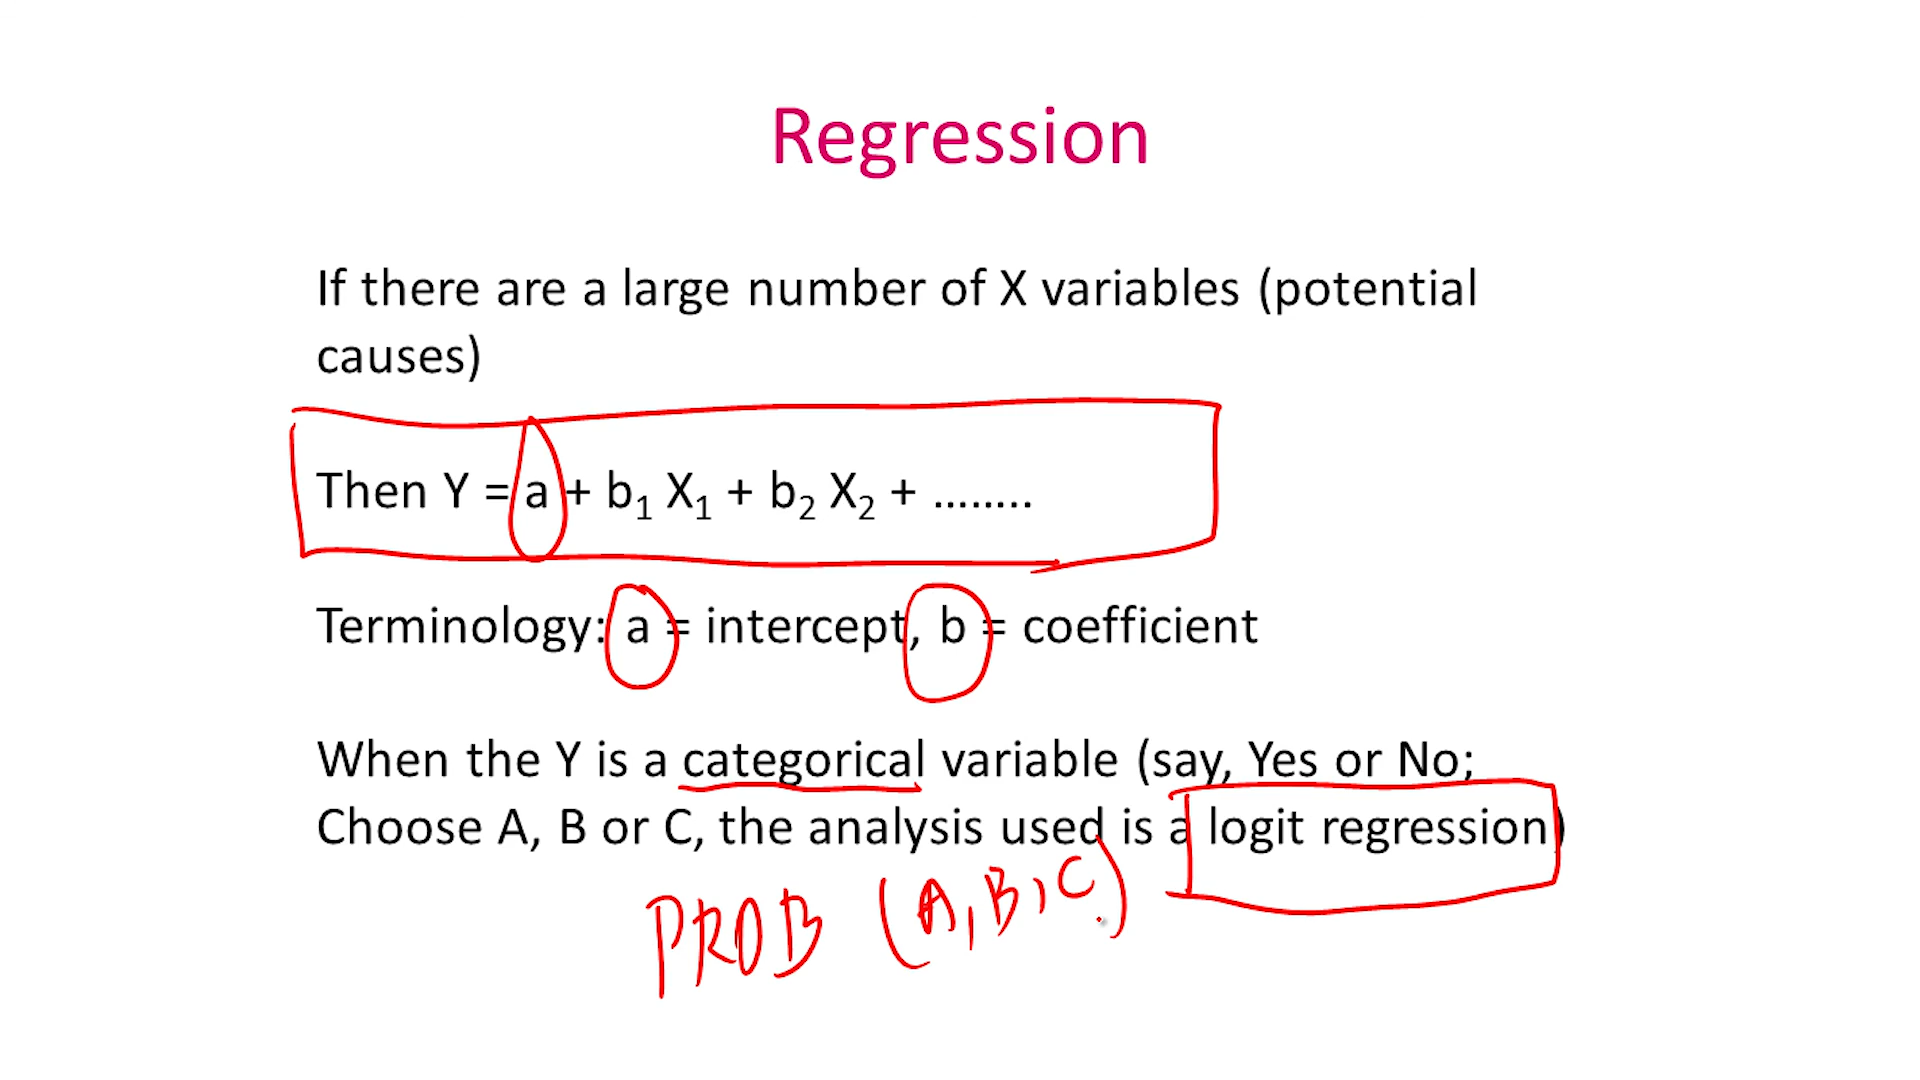 Regression
If there are a large number of X variables (potential
causes)
Then Y = a + b₁ X₁ + b₂ X₂ + ........
Terminology: a = intercept, b = coefficient
When the Y is a categorical variable (say, Yes or No;
Choose A, B or C, the analysis used is a logit regression)
PROB (A, B, C)